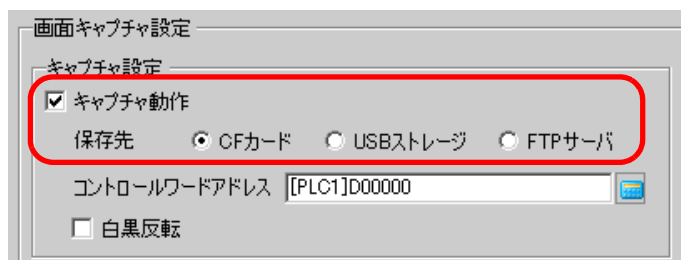 画面キャプチャ設定
キャプチャ設定
キャプチャ動作
保存先 CFカード USBストレージ FTPサーバ
コントロールワードアドレス [PLC1]D00000
白黒反転